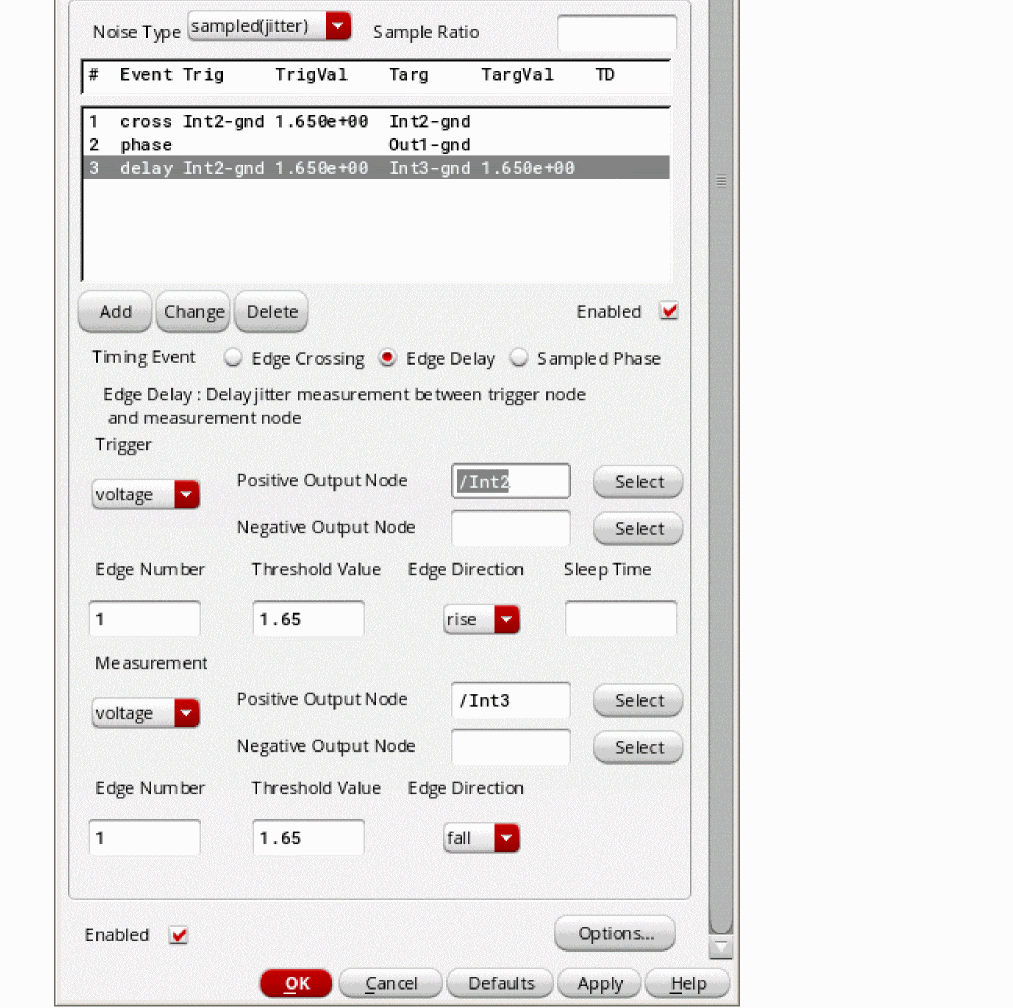 Noise Type sampled(jitter) Sample Ratio
# Event Trig TrigVal Targ TargVal TD
1 cross Int2-gnd 1.650e+00 Int2-gnd
2 phase Out1-gnd
3 delay Int2-gnd 1.650e+00 Int3-gnd 1.650e+00
Add Change Delete Enabled
Timing Event Edge Crossing Edge Delay Sampled Phase
Edge Delay : Delay jitter measurement between trigger node
and measurement node
Trigger
voltage Positive Output Node /Int2 Select
Negative Output Node Select
Edge Number Threshold Value Edge Direction Sleep Time
1 1.65 rise
Measurement
voltage Positive Output Node /Int3 Select
Negative Output Node Select
Edge Number Threshold Value Edge Direction
1 1.65 fall
Enabled Options...
OK Cancel Defaults Apply Help